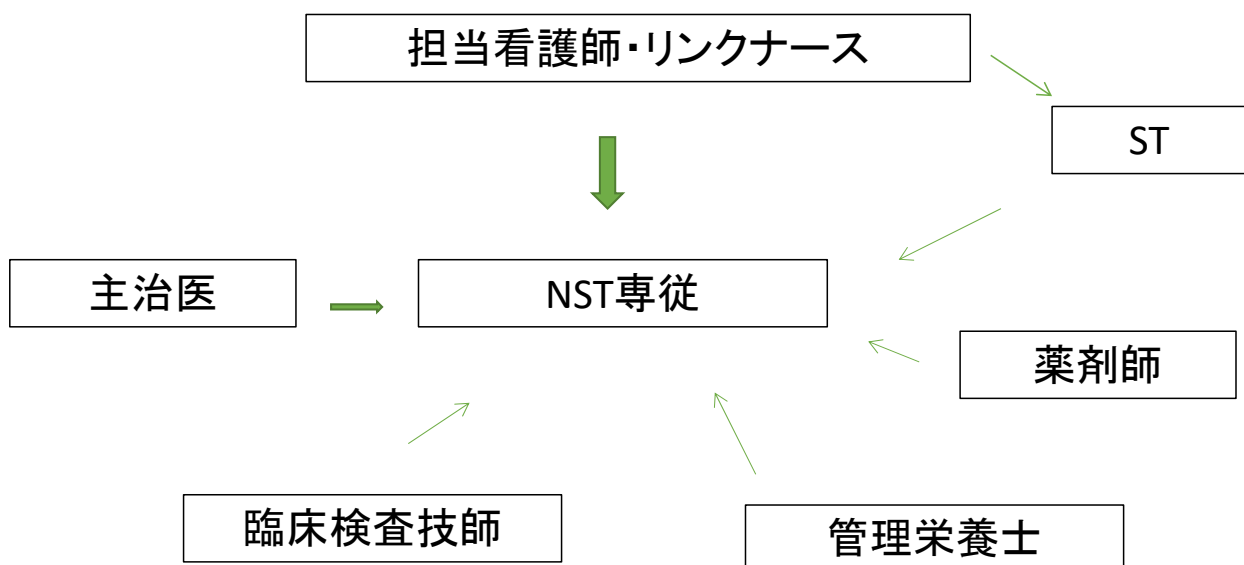 担当看護師・リンクナース
ST
主治医
NST専従
薬剤師
臨床検査技師
管理栄養士